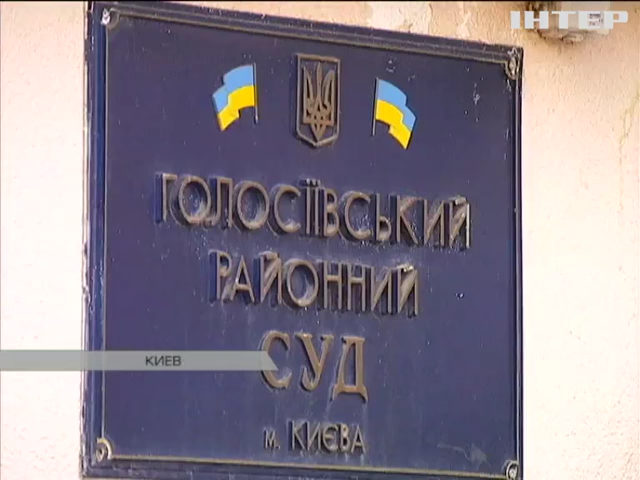 ІНТЕР
ГОЛОСІЇВСЬКИЙ
РАЙОННИЙ
СУД
КИЕВ
м. КИЄВА